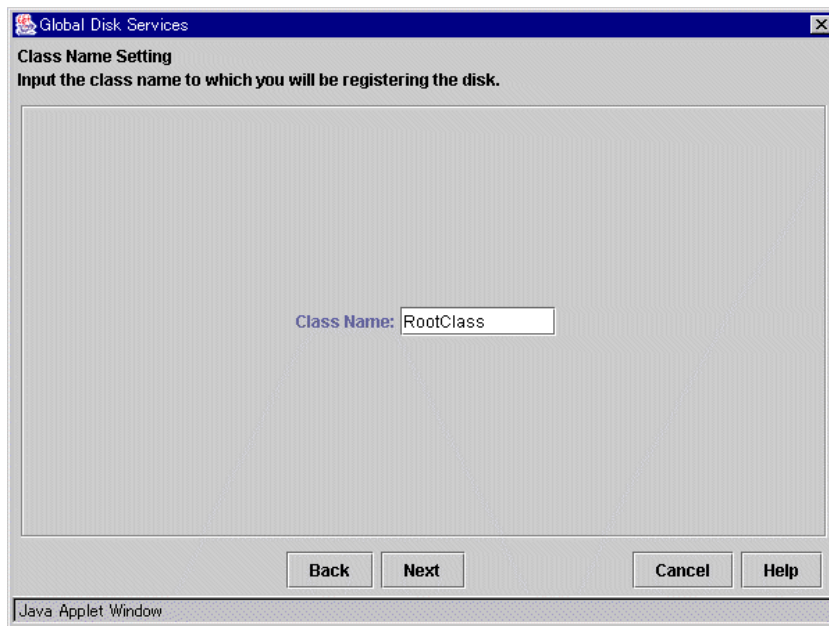 Global Disk Services
Class Name Setting
Input the class name to which you will be registering the disk.
Class Name: RootClass
Back Next Cancel Help
Java Applet Window